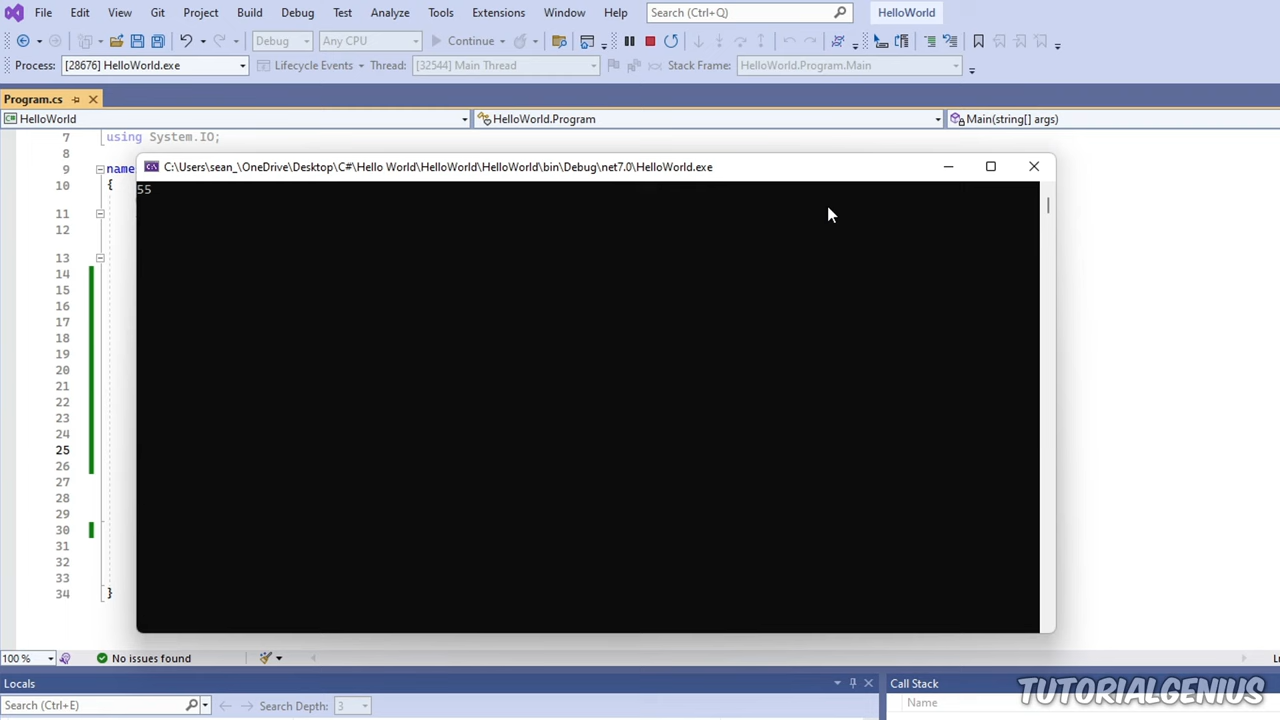 File Edit View Git Project Build Debug Test Analyze Tools Extensions Window Help Search (Ctrl+Q) HelloWorld
Debug Any CPU Continue
Process: [28676] HelloWorld.exe Lifecycle Events Thread: [32544] Main Thread Stack Frame: HelloWorld.Program.Main
Program.cs
HelloWorld HelloWorld.Program Main(string[] args)
7 using System.IO;
8
9 name
10 {
11
12
13
14
15
16
17
18
19
20
21
22
23
24
25
26
27
28
29
30
31
32
33
34 }
C:\Users\sean_\OneDrive\Desktop\C#\Hello World\HelloWorld\HelloWorld\bin\Debug\net7.0\HelloWorld.exe
55
100 % No issues found
Locals Call Stack
Search (Ctrl+E) Search Depth: 3 Name
TUTORIALGENIUS